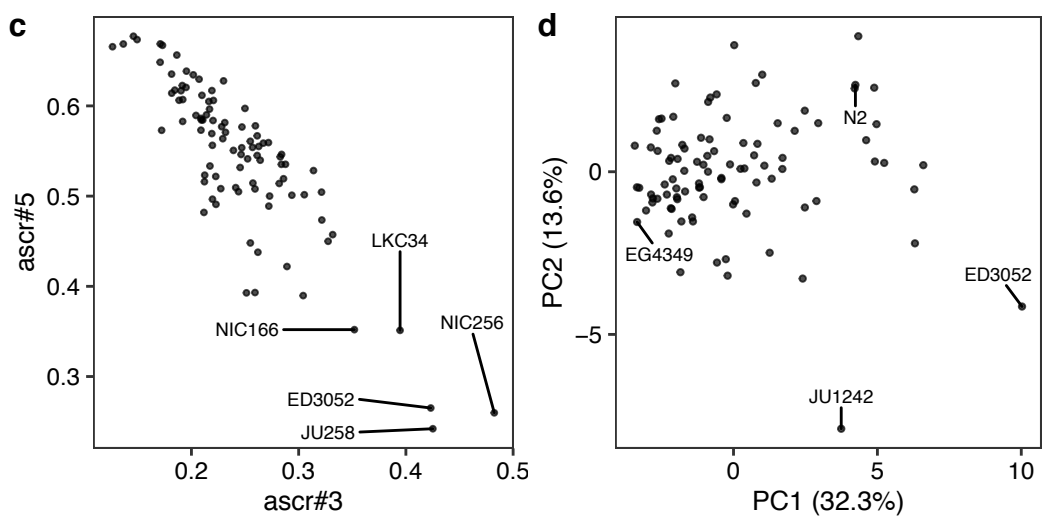 c
ascr#5
0.6
0.5
0.4
0.3
LKC34
NIC166
NIC256
ED3052
JU258
0.2
0.3
0.4
0.5
ascr#3
d
PC2 (13.6%)
0
−5
N2
EG4349
ED3052
JU1242
0
5
10
PC1 (32.3%)